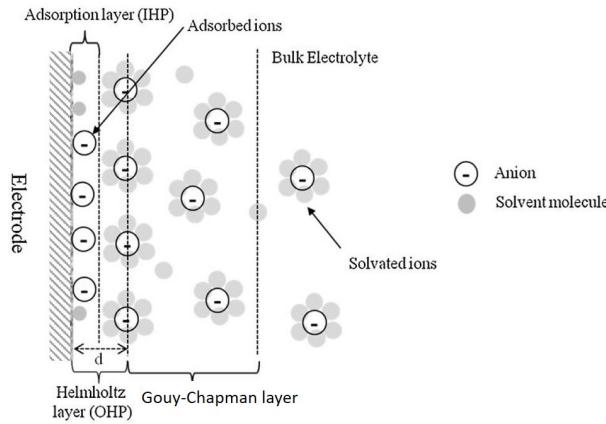 Adsorption layer (IHP)
Adsorbed ions
Bulk Electrolyte
Electrode
- Anion
Solvent molecule
Solvated ions
d
Helmholtz
layer (OHP)
Gouy-Chapman layer